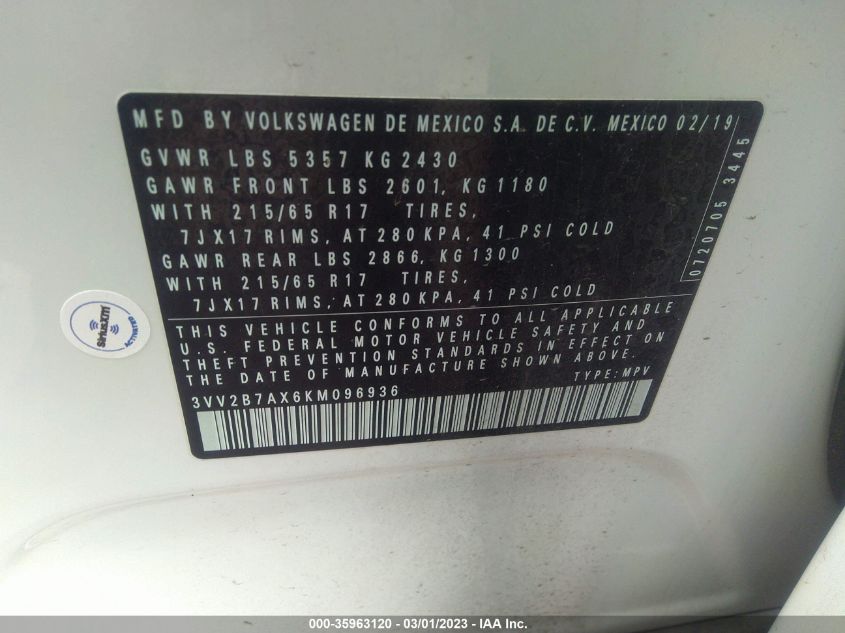 MFD BY VOLKSWAGEN DE MEXICO S.A. DE C.V. MEXICO 02/19
GVWR LBS 5357 KG 2430
GAWR FRONT LBS 2601, KG 1180
WITH 215/65 R17 TIRES,
7JX17 RIMS, AT 280 KPA, 41 PSI COLD
GAWR REAR LBS 2866, KG 1300
WITH 215/65 R17 TIRES,
7JX17 RIMS, AT 280 KPA, 41 PSI COLD
0720705 3445
THIS VEHICLE CONFORMS TO ALL APPLICABLE
U.S. FEDERAL MOTOR VEHICLE SAFETY AND
THEFT PREVENTION STANDARDS IN EFFECT ON
THE DATE OF MANUFACTURE SHOWN ABOVE.
TYPE: MPV
3VV2B7AX6KM096936
siriusxm
ACTIVATED
000-35963120 - 03/01/2023 - IAA Inc.